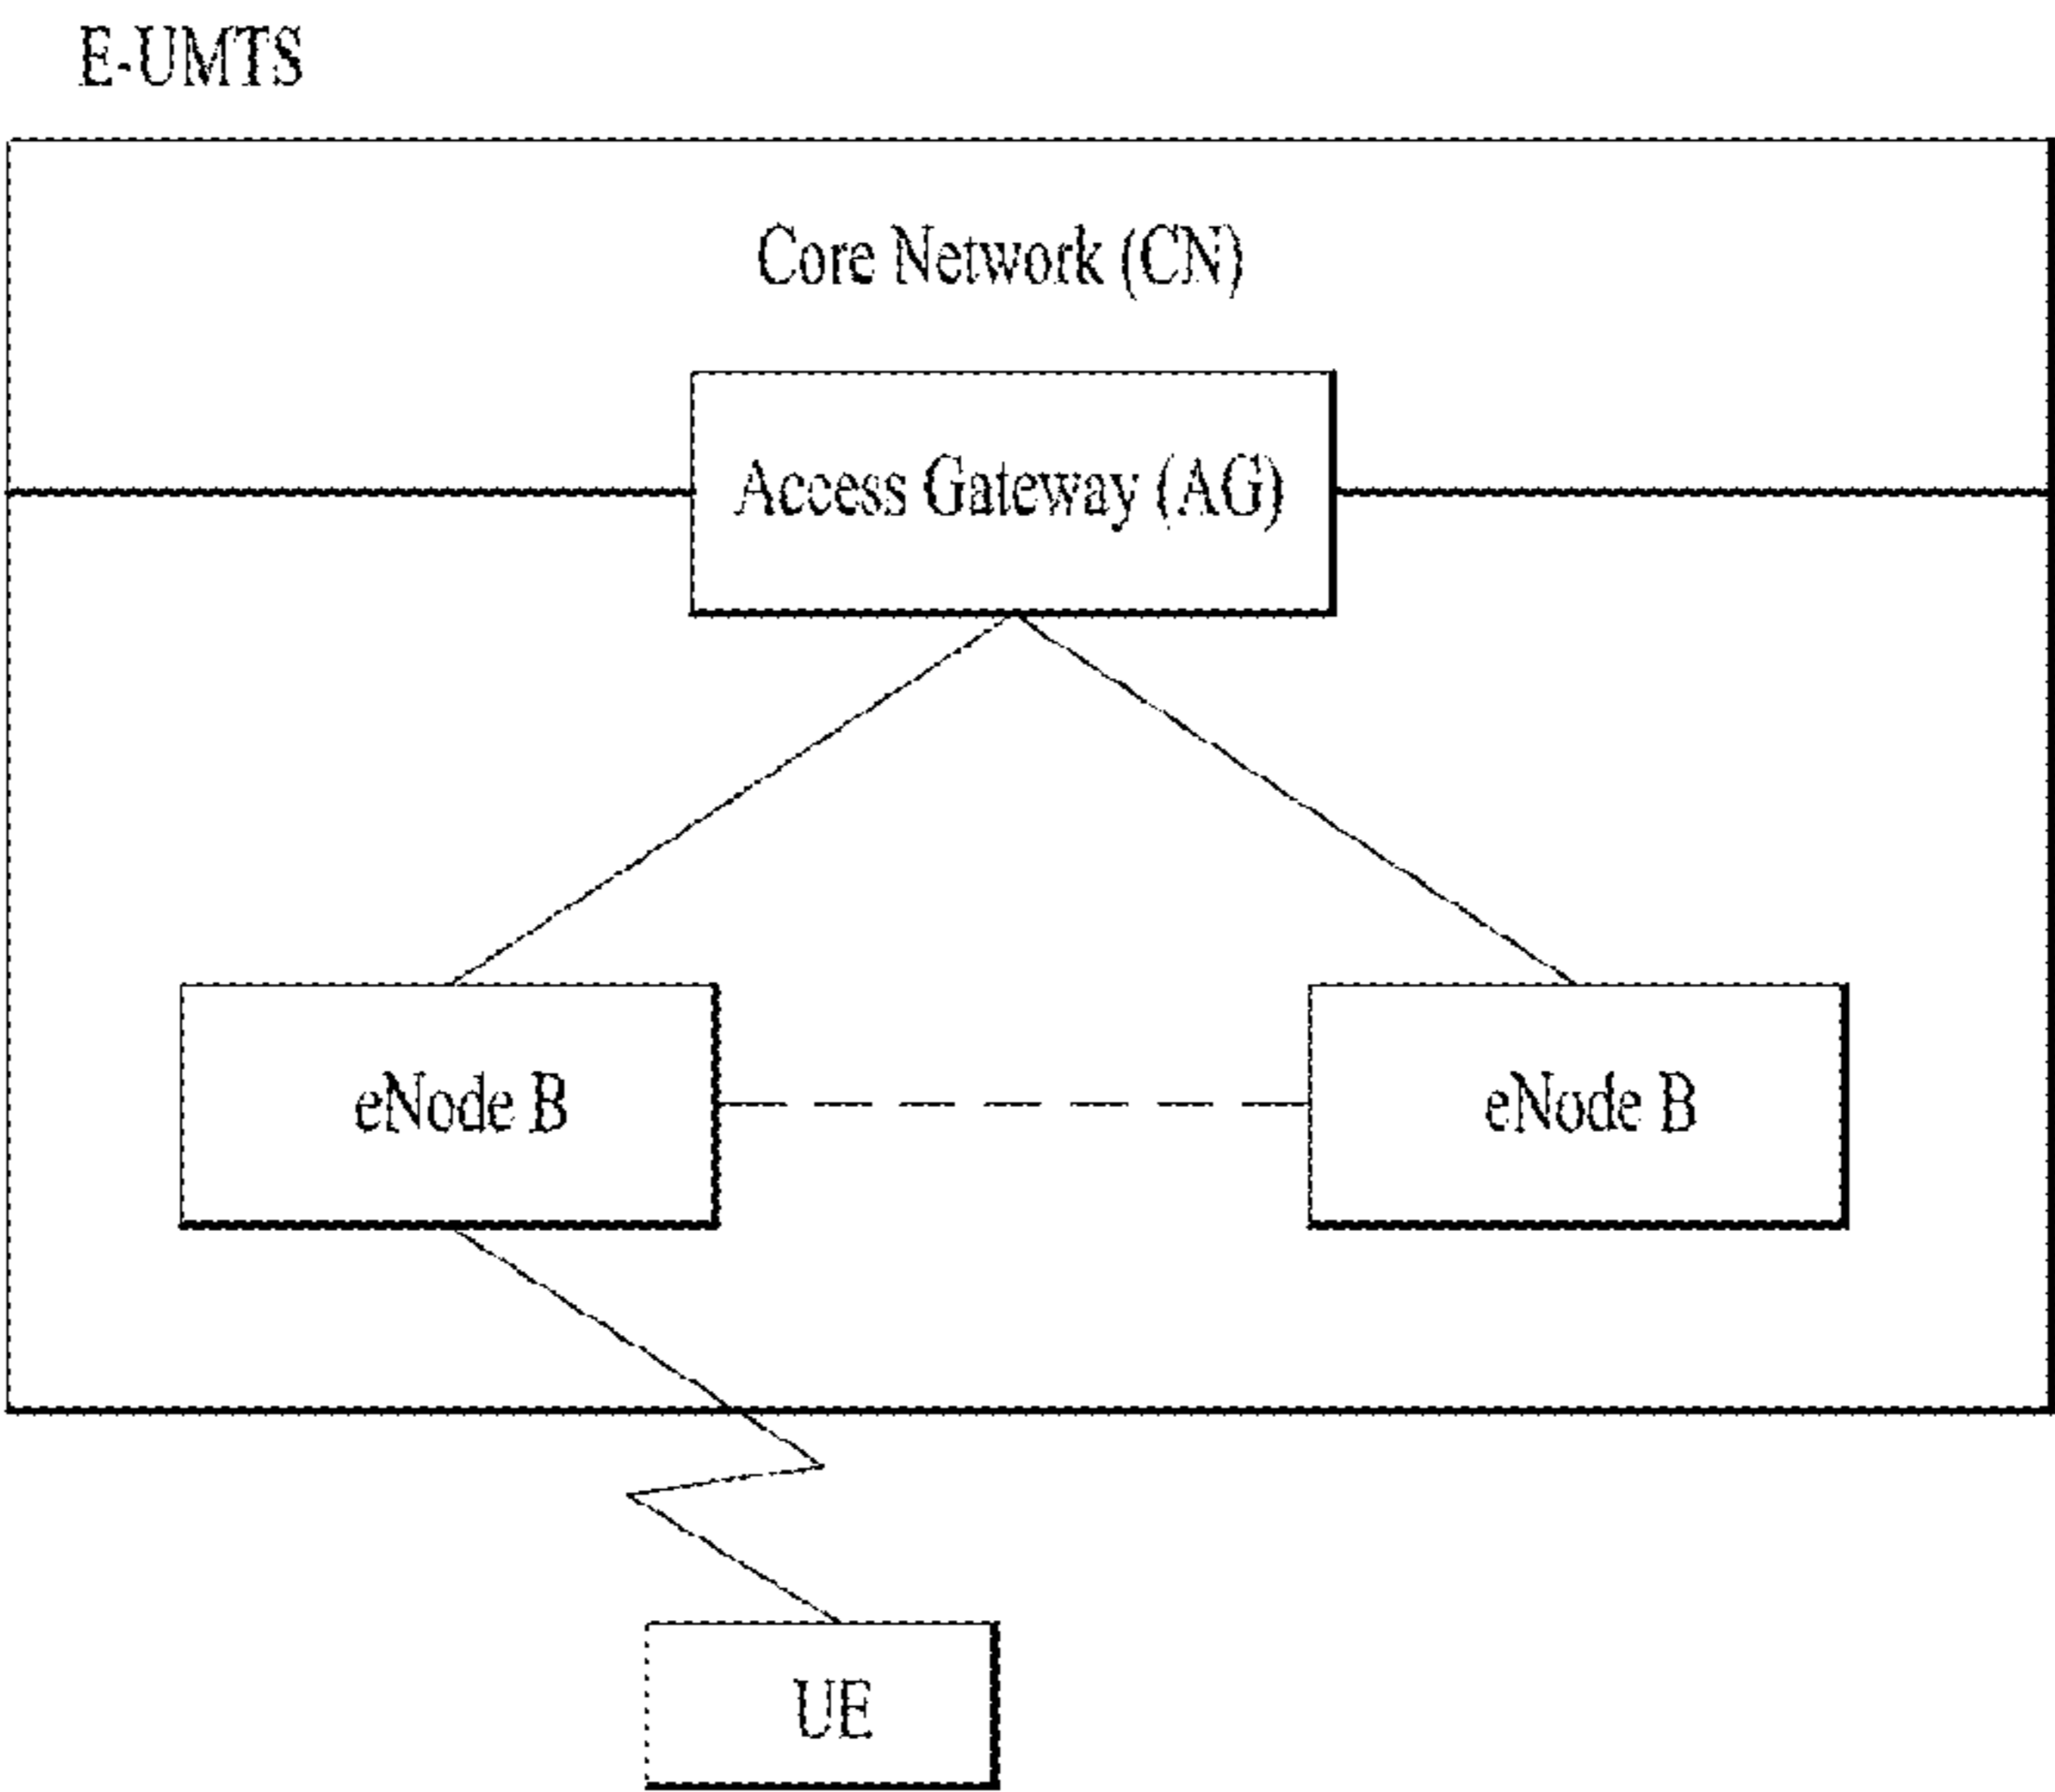 E-UMTS
Core Network (CN)
Access Gateway (AG)
eNode B
eNode B
UE